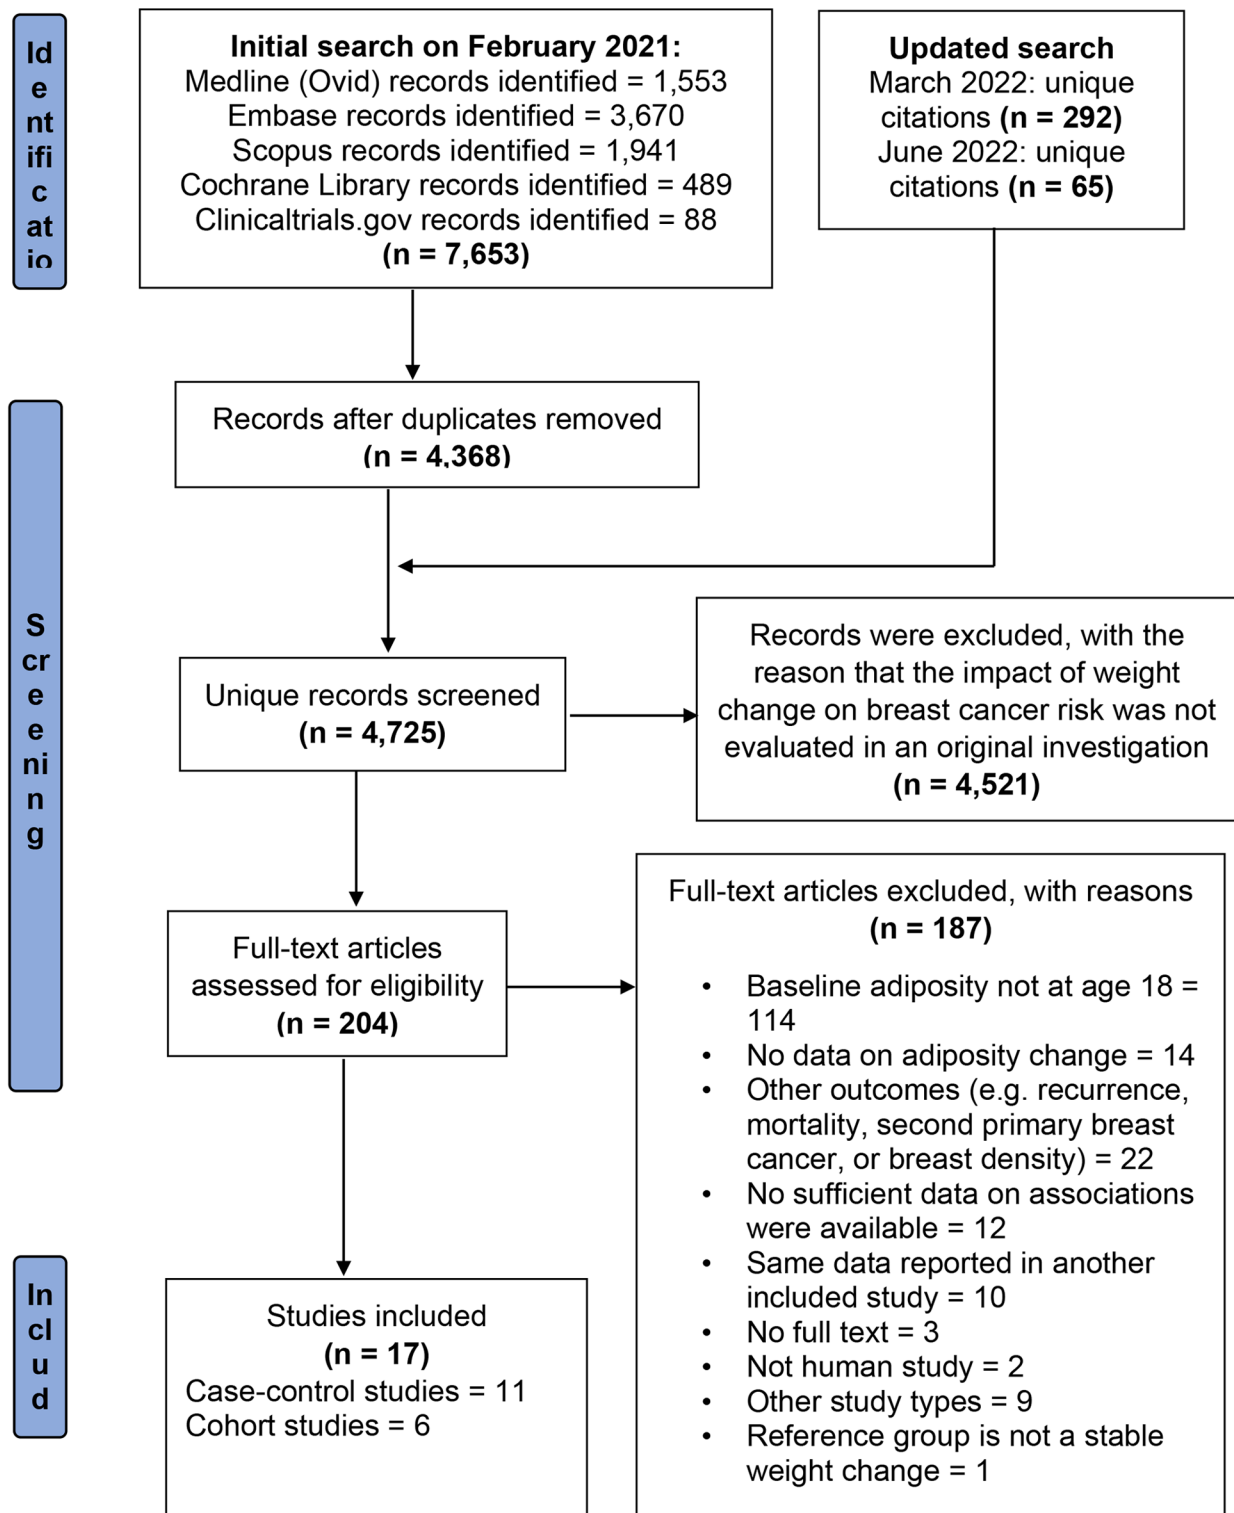 Id
e
nt
ifi
c
at
io
Initial search on February 2021:
Medline (Ovid) records identified = 1,553
Embase records identified = 3,670
Scopus records identified = 1,941
Cochrane Library records identified = 489
Clinicaltrials.gov records identified = 88
(n = 7,653)
Updated search
March 2022: unique
citations (n = 292)
June 2022: unique
citations (n = 65)
S
cr
e
e
ni
n
g
Records after duplicates removed
(n = 4,368)
Unique records screened
(n = 4,725)
Records were excluded, with the
reason that the impact of weight
change on breast cancer risk was not
evaluated in an original investigation
(n = 4,521)
Full-text articles
assessed for eligibility
(n = 204)
Full-text articles excluded, with reasons
(n = 187)
• Baseline adiposity not at age 18 =
114
• No data on adiposity change = 14
• Other outcomes (e.g. recurrence,
mortality, second primary breast
cancer, or breast density) = 22
• No sufficient data on associations
were available = 12
• Same data reported in another
included study = 10
• No full text = 3
• Not human study = 2
• Other study types = 9
• Reference group is not a stable
weight change = 1
In
cl
u
d
Studies included
(n = 17)
Case-control studies = 11
Cohort studies = 6